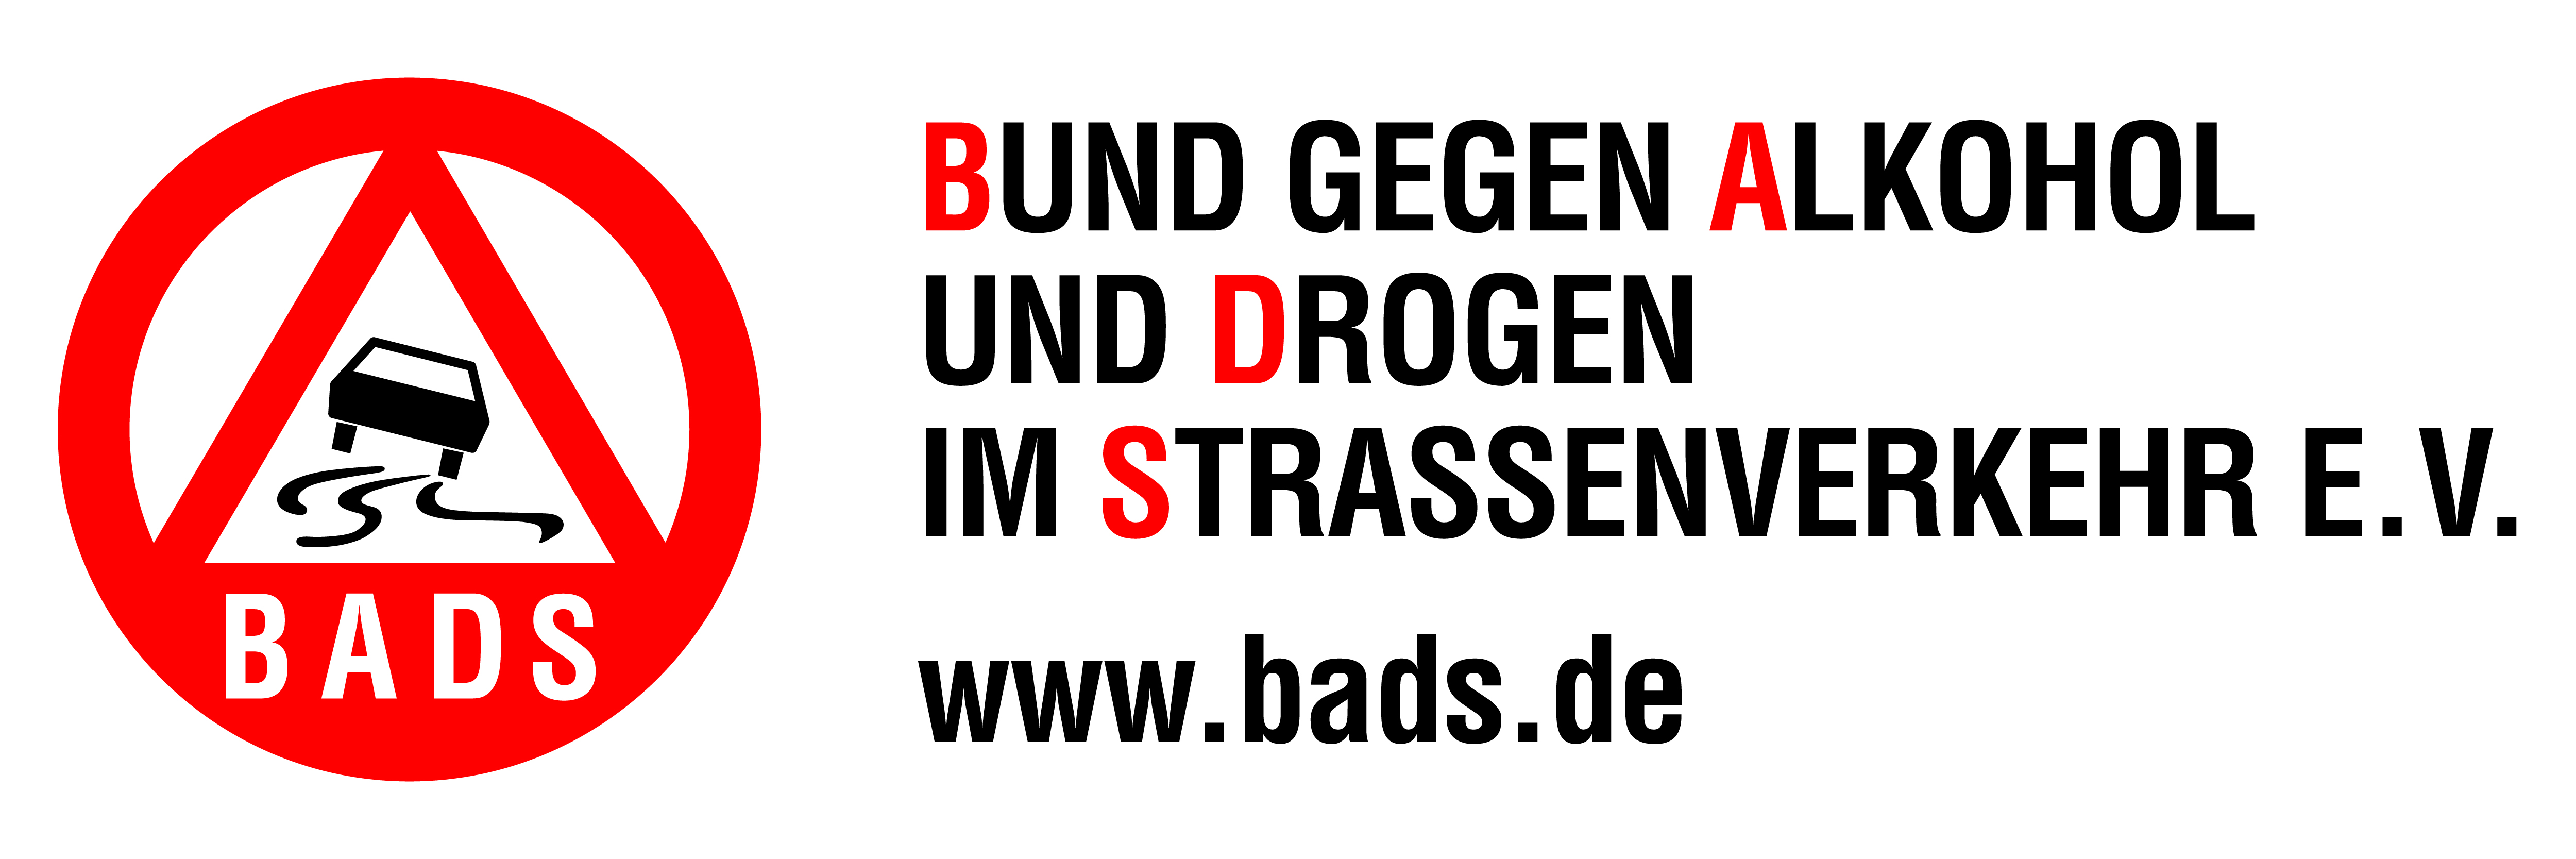 BADS
BUND GEGEN ALKOHOL
UND DROGEN
IM STRASSENVERKEHR E.V.
www.bads.de